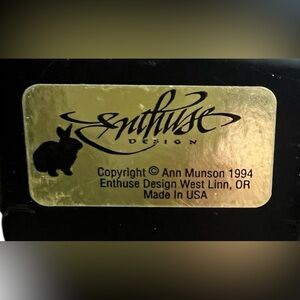 Enthuse
DESIGN
Copyright © Ann Munson 1994
Enthuse Design West Linn, OR
Made In USA